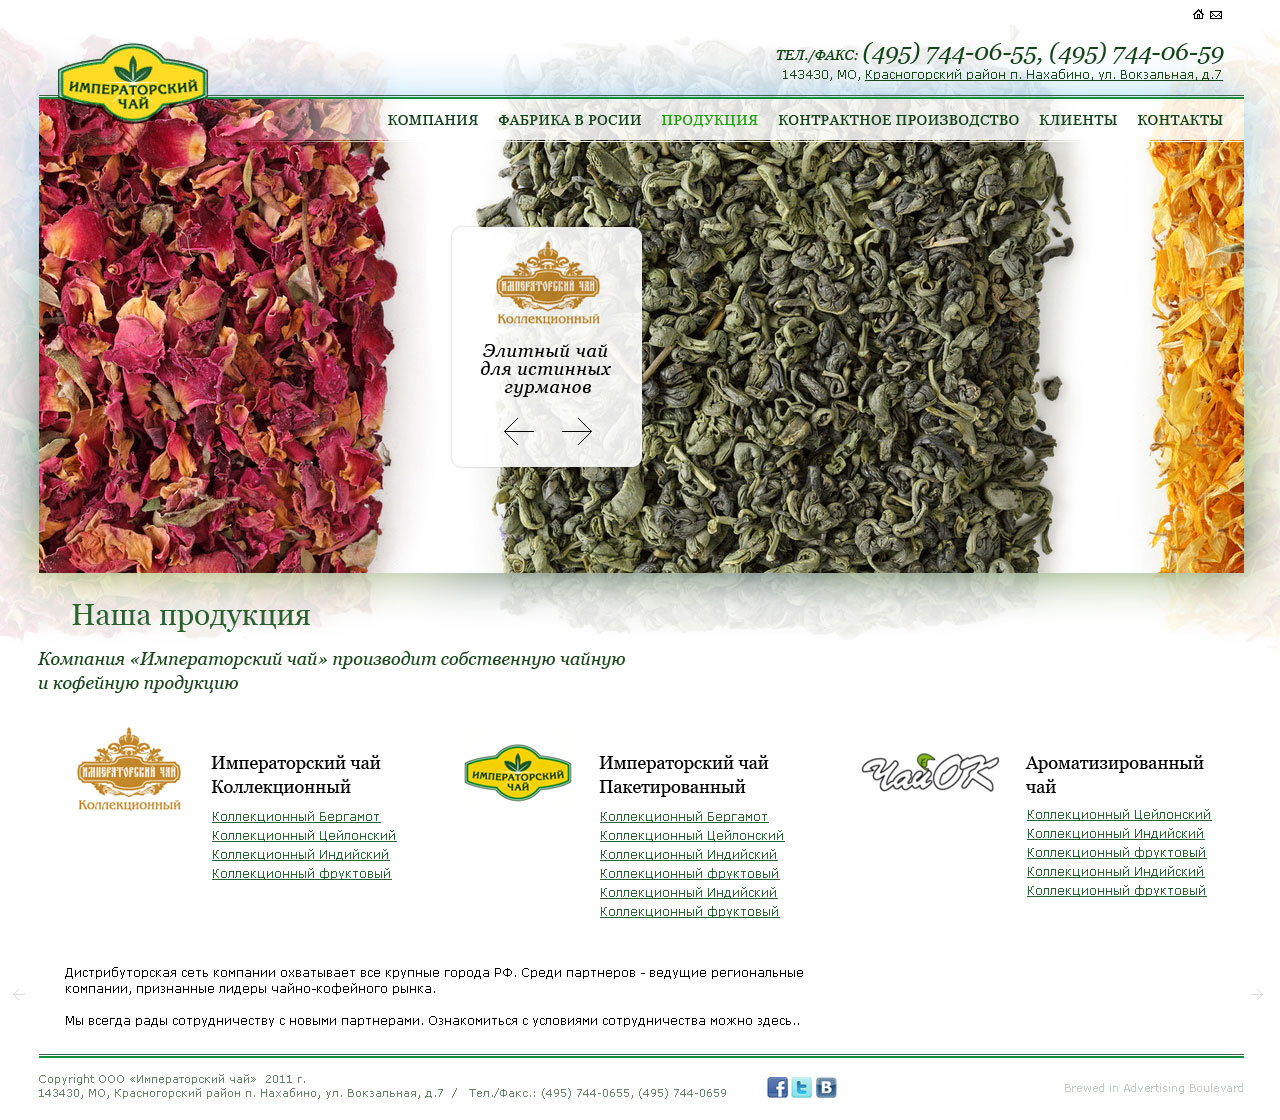 ТЕЛ./ФАКС: (495) 744-06-55, (495) 744-06-59
143430, МО, Красногорский район п. Нахабино, ул. Вокзальная, д.7
ИМПЕРАТОРСКИЙ
ЧАЙ
КОМПАНИЯ ФАБРИКА В РОСИИ ПРОДУКЦИЯ КОНТРАКТНОЕ ПРОИЗВОДСТВО КЛИЕНТЫ КОНТАКТЫ
ИМПЕРАТОРСКИЙ ЧАЙ
Коллекционный
Элитный чай
для истинных
гурманов
Наша продукция
Компания «Императорский чай» производит собственную чайную
и кофейную продукцию
ИМПЕРАТОРСКИЙ ЧАЙ
Коллекционный
Императорский чай
Коллекционный
Коллекционный Бергамот
Коллекционный Цейлонский
Коллекционный Индийский
Коллекционный фруктовый
ИМПЕРАТОРСКИЙ
ЧАЙ
Императорский чай
Пакетированный
Коллекционный Бергамот
Коллекционный Цейлонский
Коллекционный Индийский
Коллекционный фруктовый
Коллекционный Индийский
Коллекционный фруктовый
Чай ОК
Ароматизированный
чай
Коллекционный Цейлонский
Коллекционный Индийский
Коллекционный фруктовый
Коллекционный Индийский
Коллекционный фруктовый
Дистрибуторская сеть компании охватывает все крупные города РФ. Среди партнеров - ведущие региональные
компании, признанные лидеры чайно-кофейного рынка.
Мы всегда рады сотрудничеству с новыми партнерами. Ознакомиться с условиями сотрудничества можно здесь..
Copyright ООО «Императорский чай» 2011 г.
143430, МО, Красногорский район п. Нахабино, ул. Вокзальная, д.7 / Тел./Факс.: (495) 744-0655, (495) 744-0659
f t B
Brewed in Advertising Boulevard